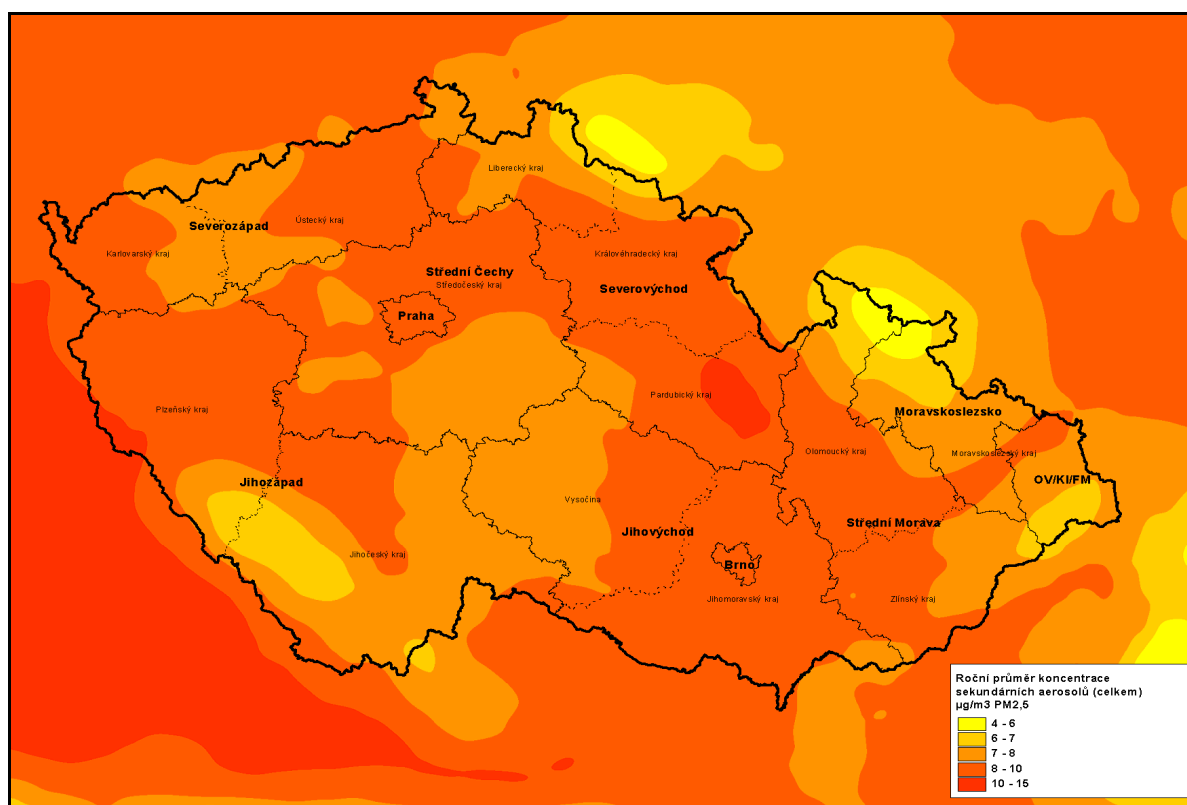 Liberecký kraj
Severozápad
Ústecký kraj
Karlovarský kraj
Královéhradecký kraj
Střední Čechy
Středočeský kraj
Severovýchod
Praha
Plzeňský kraj
Pardubický kraj
Moravskoslezsko
Olomoucký kraj
Moravskoslezský kraj
OV/KI/FM
Jihozápad
Vysočina
Střední Morava
Jihovýchod
Jihočeský kraj
Brno
Jihomoravský kraj
Zlínský kraj
Roční průměr koncentrace
sekundárních aerosolů (celkem)
µg/m3 PM2,5
4 - 6
6 - 7
7 - 8
8 - 10
10 - 15